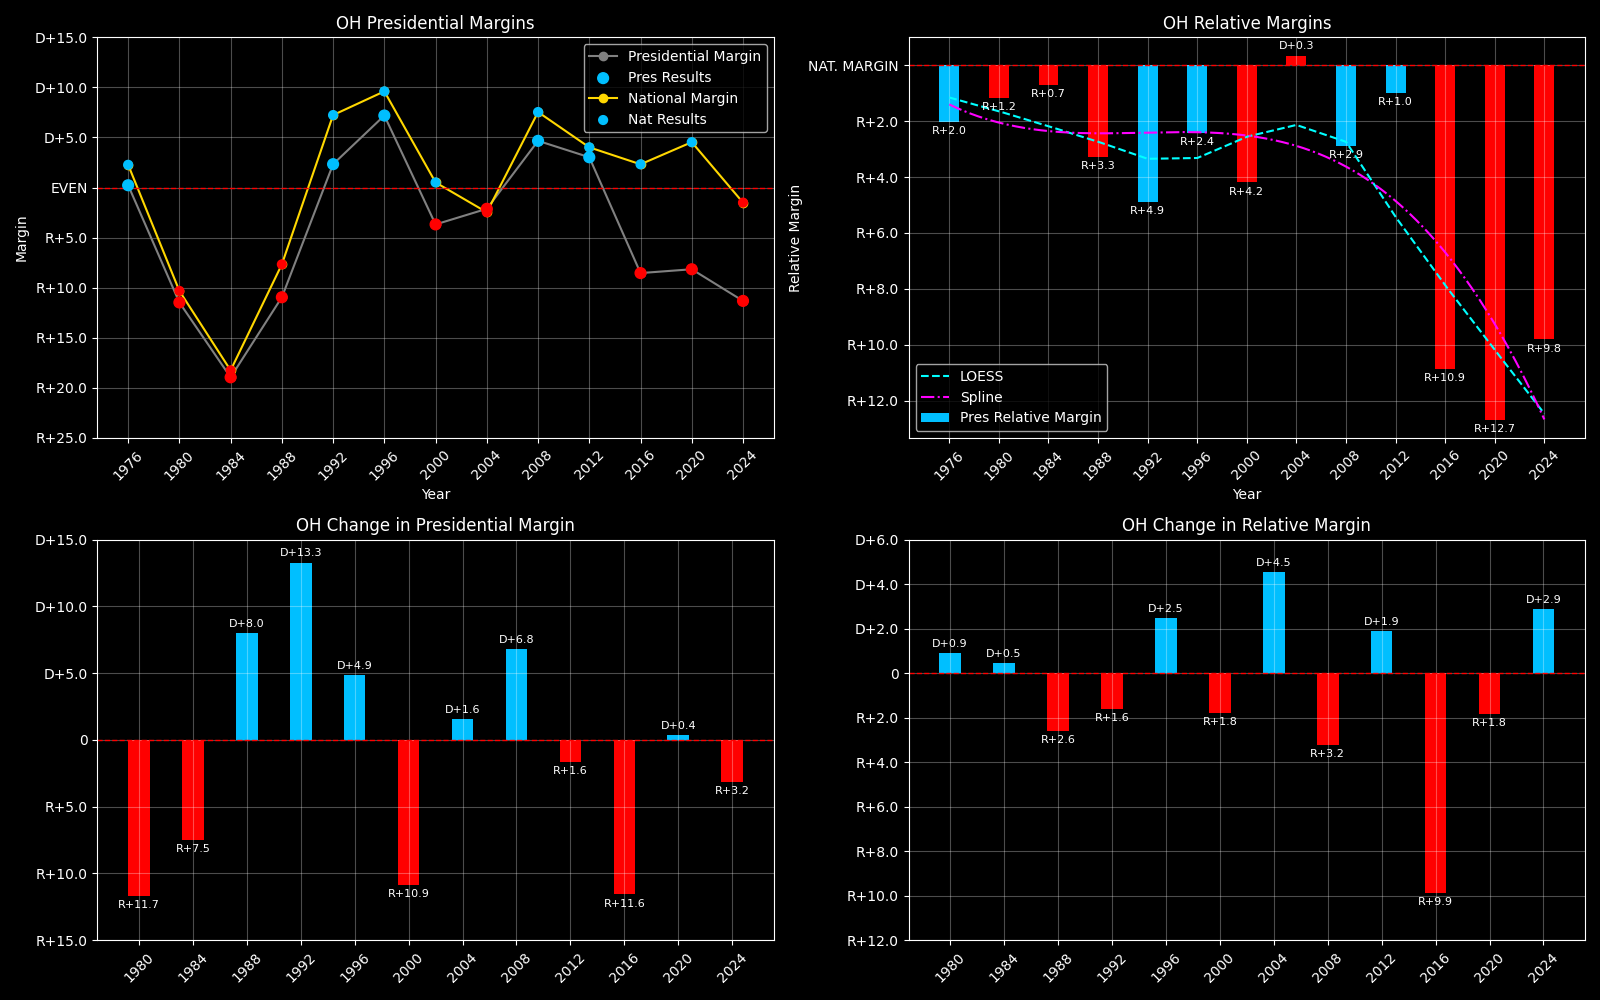 OH Presidential Margins
D+15.0
D+10.0
D+5.0
EVEN
R+5.0
R+10.0
R+15.0
R+20.0
R+25.0
Margin
Presidential Margin
Pres Results
National Margin
Nat Results
1976
1980
1984
1988
1992
1996
2000
2004
2008
2012
2016
2020
2024
Year
OH Relative Margins
NAT. MARGIN
R+2.0
R+4.0
R+6.0
R+8.0
R+10.0
R+12.0
Relative Margin
R+2.0
R+1.2
R+0.7
R+3.3
R+4.9
R+2.4
R+4.2
D+0.3
R+2.9
R+1.0
R+10.9
R+12.7
R+9.8
LOESS
Spline
Pres Relative Margin
1976
1980
1984
1988
1992
1996
2000
2004
2008
2012
2016
2020
2024
Year
OH Change in Presidential Margin
D+15.0
D+10.0
D+5.0
0
R+5.0
R+10.0
R+15.0
R+11.7
R+7.5
D+8.0
D+13.3
D+4.9
R+10.9
D+1.6
D+6.8
R+1.6
R+11.6
D+0.4
R+3.2
1980
1984
1988
1992
1996
2000
2004
2008
2012
2016
2020
2024
OH Change in Relative Margin
D+6.0
D+4.0
D+2.0
0
R+2.0
R+4.0
R+6.0
R+8.0
R+10.0
R+12.0
D+0.9
D+0.5
R+2.6
R+1.6
D+2.5
R+1.8
D+4.5
R+3.2
D+1.9
R+9.9
R+1.8
D+2.9
1980
1984
1988
1992
1996
2000
2004
2008
2012
2016
2020
2024